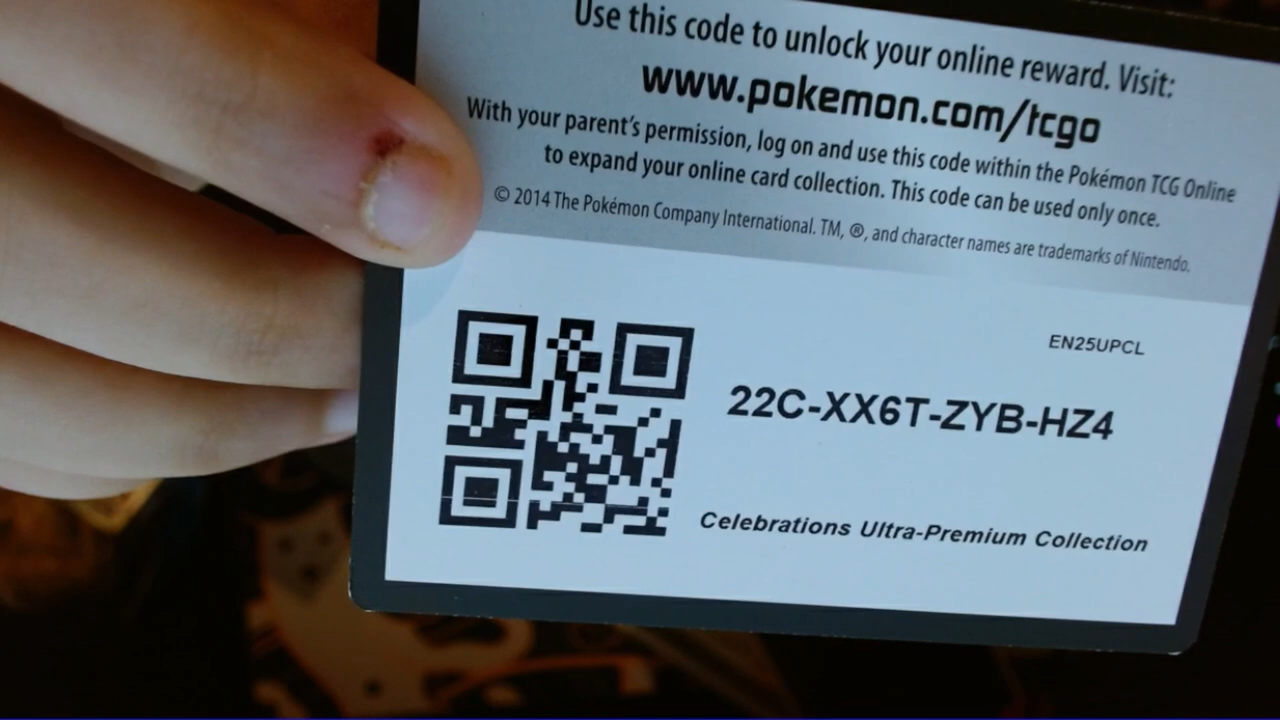 Use this code to unlock your online reward. Visit:
www.pokemon.com/tcgo
With your parent's permission, log on and use this code within the Pokémon TCG Online
to expand your online card collection. This code can be used only once.
© 2014 The Pokémon Company International. TM, ®, and character names are trademarks of Nintendo.
EN25UPCL
22C-XX6T-ZYB-HZ4
Celebrations Ultra-Premium Collection